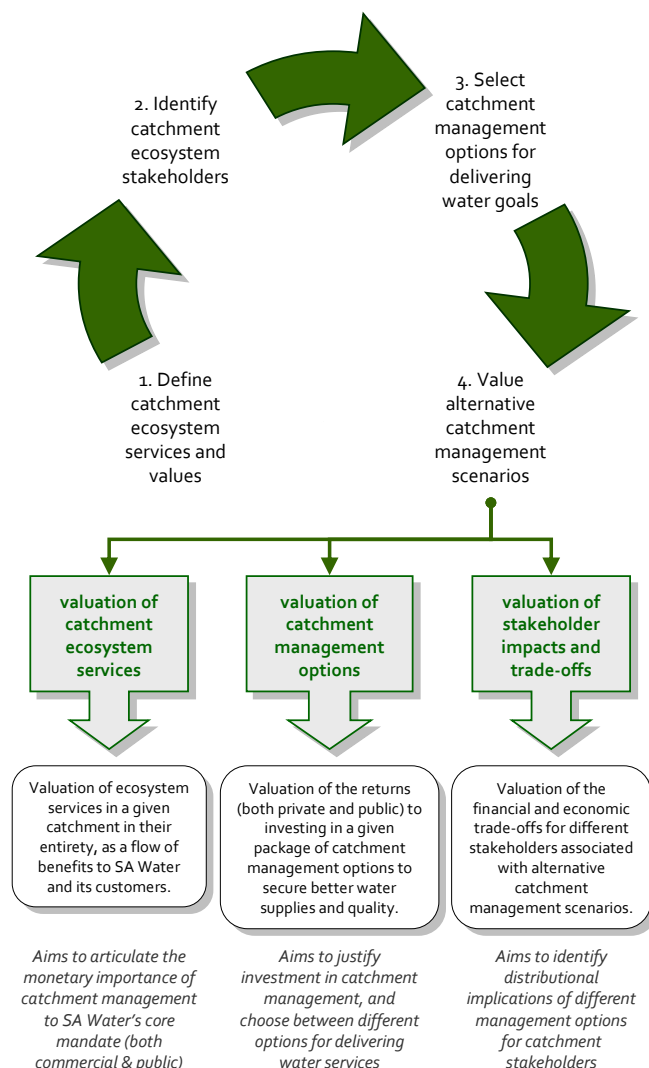 2. Identify
catchment
ecosystem
stakeholders
3. Select
catchment
management
options for
delivering
water goals
1. Define
catchment
ecosystem
services and
values
4. Value
alternative
catchment
management
scenarios
valuation of
catchment
ecosystem
services
valuation of
catchment
management
options
valuation of
stakeholder
impacts and
trade-offs
Valuation of ecosystem
services in a given
catchment in their
entirety, as a flow of
benefits to SA Water
and its customers.
Valuation of the returns
(both private and public) to
investing in a given
package of catchment
management options to
secure better water
supplies and quality.
Valuation of the
financial and economic
trade-offs for different
stakeholders associated
with alternative
catchment
management scenarios.
Aims to articulate the
monetary importance of
catchment management
to SA Water's core
mandate (both
commercial & public)
Aims to justify
investment in catchment
management, and
choose between different
options for delivering
water services
Aims to identify
distributional
implications of different
management options
for catchment
stakeholders